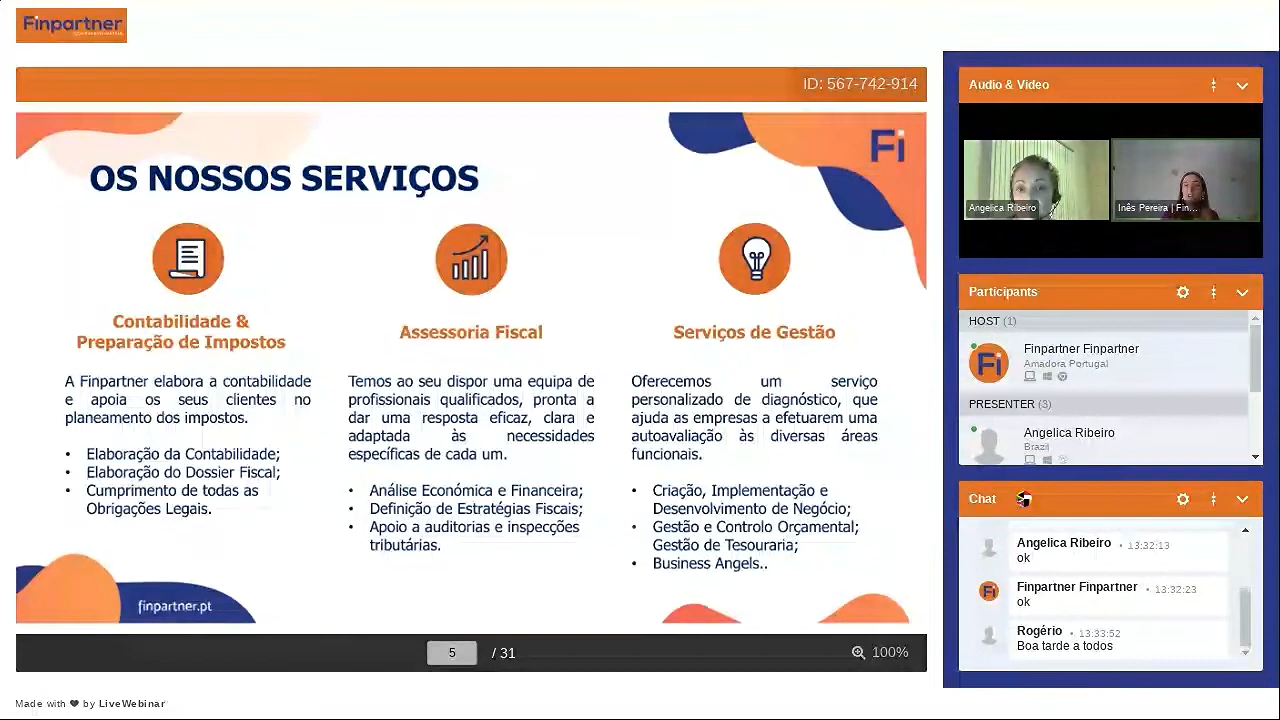 Finpartner
ID: 567-742-914
Fi
OS NOSSOS SERVIÇOS
Contabilidade &
Preparação de Impostos
A Finpartner elabora a contabilidade
e apoia os seus clientes no
planeamento dos impostos.
• Elaboração da Contabilidade;
• Elaboração do Dossier Fiscal;
• Cumprimento de todas as
Obrigações Legais.
Assessoria Fiscal
Temos ao seu dispor uma equipa de
profissionais qualificados, pronta a
dar uma resposta eficaz, clara e
adaptada às necessidades
específicas de cada um.
• Análise Económica e Financeira;
• Definição de Estratégias Fiscais;
• Apoio a auditorias e inspecções
tributárias.
Serviços de Gestão
Oferecemos um serviço
personalizado de diagnóstico, que
ajuda as empresas a efetuarem uma
autoavaliação às diversas áreas
funcionais.
• Criação, Implementação e
Desenvolvimento de Negócio;
• Gestão e Controlo Orçamental;
Gestão de Tesouraria;
• Business Angels..
finpartner.pt
5 / 31
100%
Made with ❤ by LiveWebinar
Audio & Video
Angelica Ribeiro
Inês Pereira | Fin...
Participants
HOST (1)
Fi
Finpartner Finpartner
Amadora Portugal
PRESENTER (3)
Angelica Ribeiro
Brazil
Chat
Angelica Ribeiro • 13:32:13
ok
Fi
Finpartner Finpartner • 13:32:23
ok
Rogério • 13:33:52
Boa tarde a todos